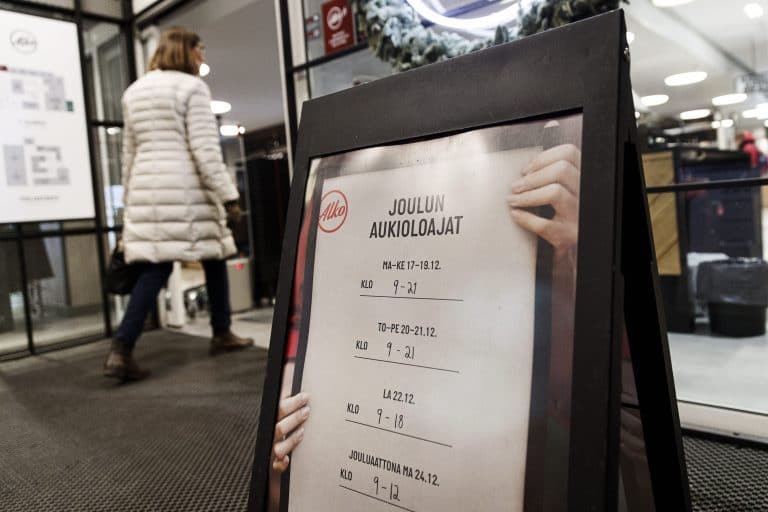 Alko
JOULUN
AUKIOLOAJAT
MA–KE 17–19.12.
KLO 9 - 21
TO-PE 20-21.12.
KLO 9 - 21
LA 22.12.
KLO 9 - 18
JOULUAATTONA MA 24.12.
KLO 9 - 12